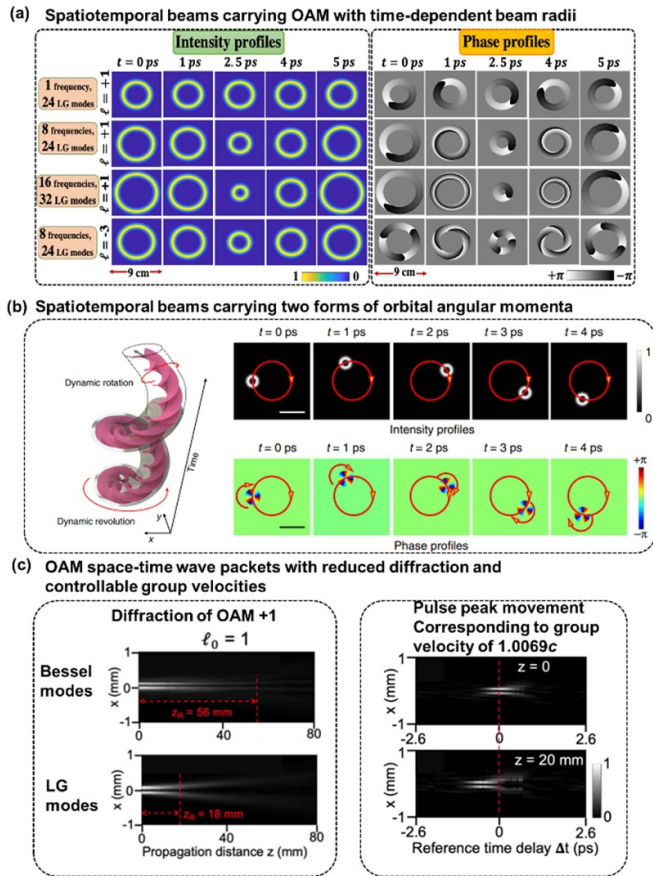 (a) Spatiotemporal beams carrying OAM with time-dependent beam radii
Intensity profiles
Phase profiles
t = 0 ps 1 ps 2.5 ps 4 ps 5 ps
t = 0 ps 1 ps 2.5 ps 4 ps 5 ps
1 frequency,
24 LG modes
ℓ = +1
8 frequencies,
24 LG modes
ℓ = +1
16 frequencies,
32 LG modes
ℓ = +1
8 frequencies,
24 LG modes
ℓ = 3
9 cm
1 0
9 cm
+π −π
(b) Spatiotemporal beams carrying two forms of orbital angular momenta
t = 0 ps t = 1 ps t = 2 ps t = 3 ps t = 4 ps
1
0
Intensity profiles
Dynamic rotation
Time
Dynamic revolution
y
x
t = 0 ps t = 1 ps t = 2 ps t = 3 ps t = 4 ps
+π
−π
Phase profiles
(c) OAM space-time wave packets with reduced diffraction and
controllable group velocities
Diffraction of OAM +1
ℓ0 = 1
Bessel
modes
x (mm)
1
0
-1
zR = 56 mm
0 40 80
LG
modes
x (mm)
1
0
-1
zR = 18 mm
0 40 80
Propagation distance z (mm)
Pulse peak movement
Corresponding to group
velocity of 1.0069c
x (mm)
1
-1
z = 0
-2.6 0 2.6
x (mm)
1
-1
z = 20 mm
1
0
-2.6 0 2.6
Reference time delay Δt (ps)